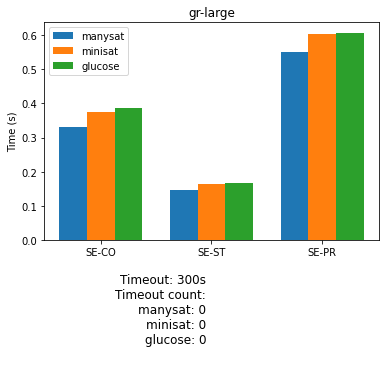 gr-large
manysat
minisat
glucose
Time (s)
0.6
0.5
0.4
0.3
0.2
0.1
0.0
SE-CO SE-ST SE-PR
Timeout: 300s
Timeout count:
manysat: 0
minisat: 0
glucose: 0